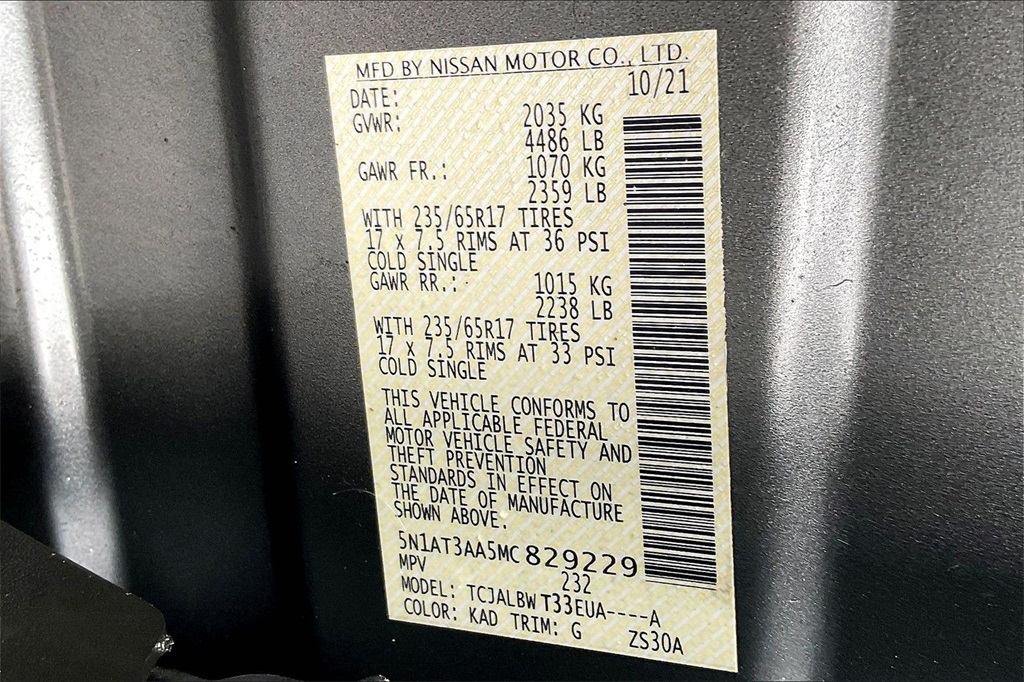 MFD BY NISSAN MOTOR CO., LTD.
DATE: 10/21
GVWR: 2035 KG
4486 LB
GAWR FR.: 1070 KG
2359 LB
WITH 235/65R17 TIRES
17 x 7.5 RIMS AT 36 PSI
COLD SINGLE
GAWR RR.: 1015 KG
2238 LB
WITH 235/65R17 TIRES
17 x 7.5 RIMS AT 33 PSI
COLD SINGLE
THIS VEHICLE CONFORMS TO
ALL APPLICABLE FEDERAL
MOTOR VEHICLE SAFETY AND
THEFT PREVENTION
STANDARDS IN EFFECT ON
THE DATE OF MANUFACTURE
SHOWN ABOVE.
5N1AT3AA5MC 829229
MPV 232
MODEL: TCJALBW T33EUA----A
COLOR: KAD TRIM: G ZS30A